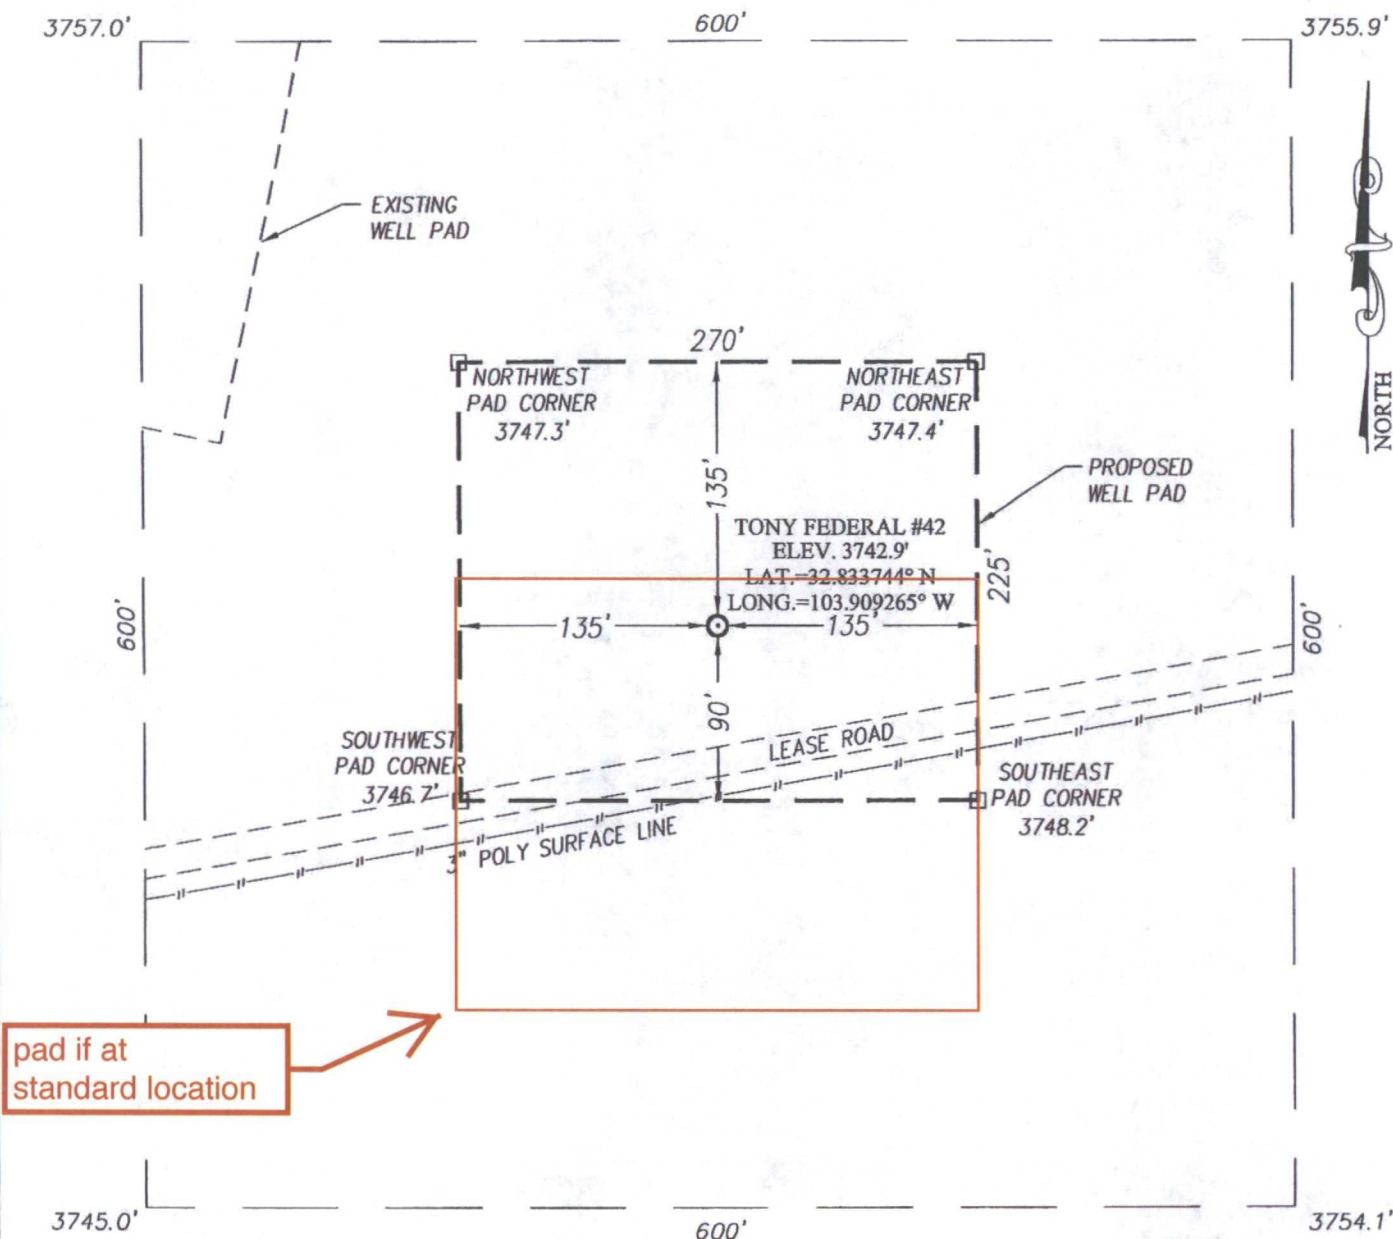 3757.0'
600'
3755.9'
EXISTING
WELL PAD
NORTH
270'
NORTHWEST
PAD CORNER
3747.3'
NORTHEAST
PAD CORNER
3747.4'
135'
PROPOSED
WELL PAD
TONY FEDERAL #42
ELEV. 3742.9'
LAT.=32.833744° N
LONG.=103.909265° W
225'
600'
135'
135'
600'
90'
LEASE ROAD
SOUTHWEST
PAD CORNER
3746.7'
SOUTHEAST
PAD CORNER
3748.2'
3" POLY SURFACE LINE
pad if at
standard location
3745.0'
600'
3754.1'